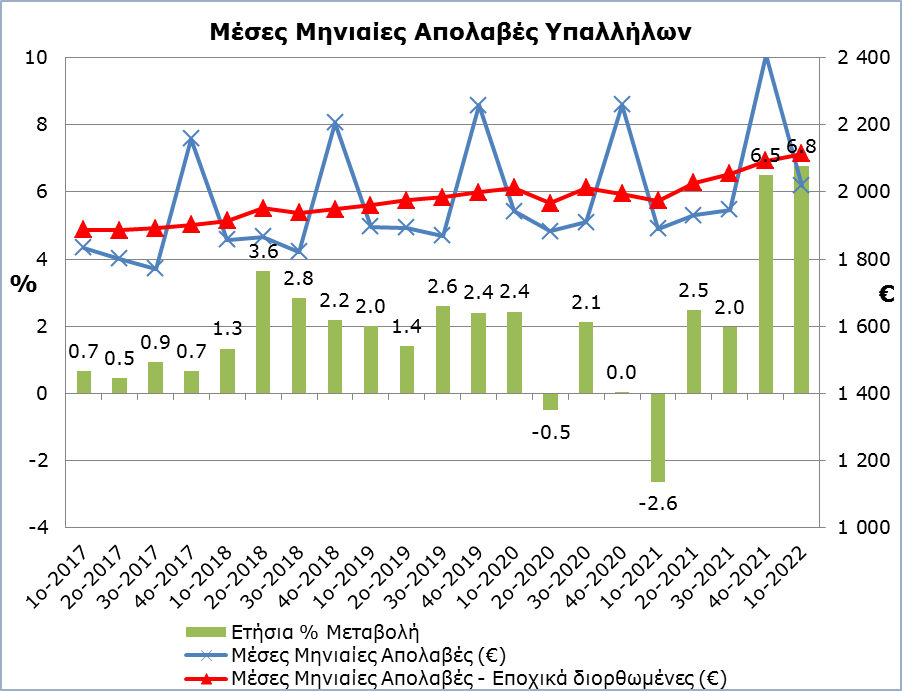 Μέσες Μηνιαίες Απολαβές Υπαλλήλων
%
10
8
6
4
2
0
-2
-4
0.7
0.5
0.9
0.7
1.3
3.6
2.8
2.2
2.0
1.4
2.6
2.4
2.4
-0.5
2.1
0.0
-2.6
2.5
2.0
6.5
6.8
€
2 400
2 200
2 000
1 800
1 600
1 400
1 200
1 000
1ο-2017
2ο-2017
3ο-2017
4ο-2017
1ο-2018
2ο-2018
3ο-2018
4ο-2018
1ο-2019
2ο-2019
3ο-2019
4ο-2019
1ο-2020
2ο-2020
3ο-2020
4ο-2020
1ο-2021
2ο-2021
3ο-2021
4ο-2021
1ο-2022
Ετήσια % Μεταβολή
Μέσες Μηνιαίες Απολαβές (€)
Μέσες Μηνιαίες Απολαβές - Εποχικά διορθωμένες (€)